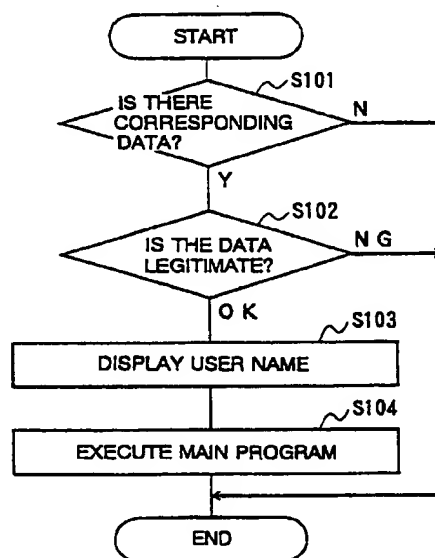 START
S101
IS THERE
CORRESPONDING
DATA?
N
Y
S102
IS THE DATA
LEGITIMATE?
N G
O K
S103
DISPLAY USER NAME
S104
EXECUTE MAIN PROGRAM
END